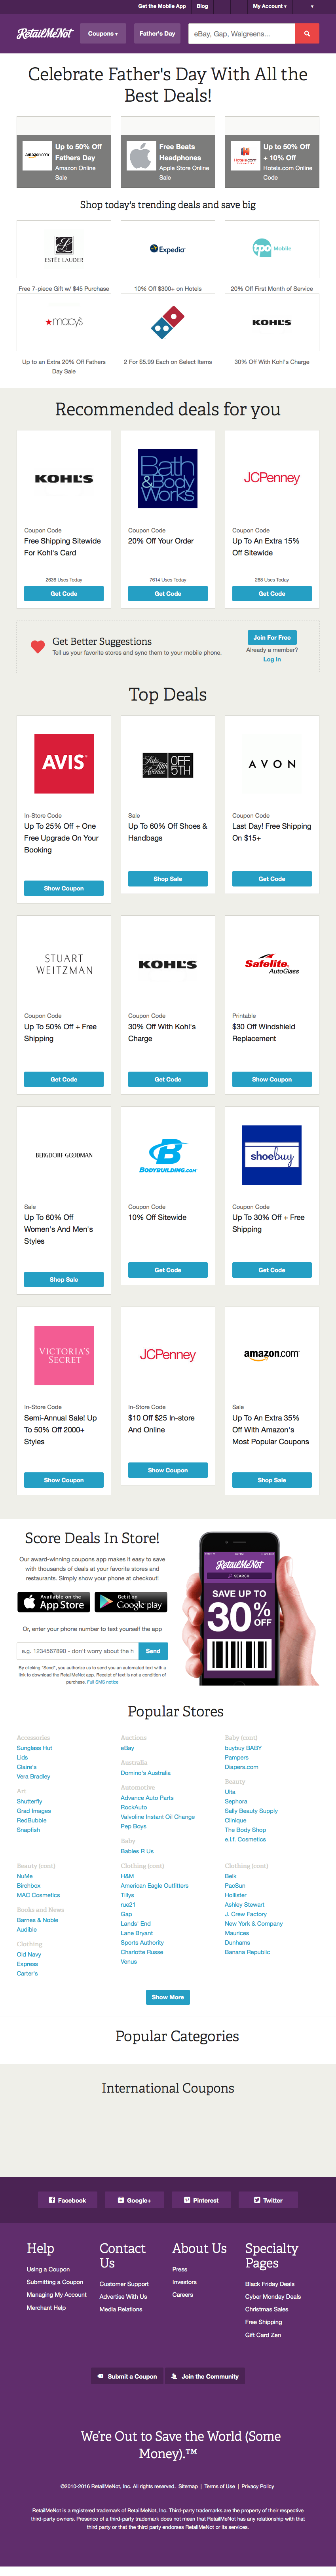 Get the Mobile App
Blog
My Account ▾
RetailMeNot
Coupons ▾
Father's Day
eBay, Gap, Walgreens...
Celebrate Father's Day With All the
Best Deals!
amazon.com
Up to 50% Off
Fathers Day
Amazon Online
Sale
Free Beats
Headphones
Apple Store Online
Sale
Hotels.com
Up to 50% Off
+ 10% Off
Hotels.com Online
Code
Shop today's trending deals and save big
ESTĒE LAUDER
Expedia
Mobile
Free 7-piece Gift w/ $45 Purchase
10% Off $300+ on Hotels
20% Off First Month of Service
macys
KOHL'S
Up to an Extra 20% Off Fathers
Day Sale
2 For $5.99 Each on Select Items
30% Off With Kohl's Charge
Recommended deals for you
KOHL'S
Bath
& Body
Works
JCPenney
Coupon Code
Free Shipping Sitewide
For Kohl's Card
2636 Uses Today
Get Code
Coupon Code
20% Off Your Order
7614 Uses Today
Get Code
Coupon Code
Up To An Extra 15%
Off Sitewide
268 Uses Today
Get Code
Get Better Suggestions
Tell us your favorite stores and sync them to your mobile phone.
Join For Free
Already a member?
Log In
Top Deals
AVIS
In-Store Code
Up To 25% Off + One
Free Upgrade On Your
Booking
Show Coupon
Saks
Fifth Avenue
OFF
5TH
Sale
Up To 60% Off Shoes &
Handbags
Shop Sale
AVON
Coupon Code
Last Day! Free Shipping
On $15+
Get Code
STUART
WEITZMAN
Coupon Code
Up To 50% Off + Free
Shipping
Get Code
KOHL'S
Coupon Code
30% Off With Kohl's
Charge
Get Code
Safelite.
AutoGlass
Printable
$30 Off Windshield
Replacement
Show Coupon
BERGDORF GOODMAN
Sale
Up To 60% Off
Women's And Men's
Styles
Shop Sale
BODYBUILDING.COM
Coupon Code
10% Off Sitewide
Get Code
shoebuy
Coupon Code
Up To 30% Off + Free
Shipping
Get Code
VICTORIA'S
SECRET
In-Store Code
Semi-Annual Sale! Up
To 50% Off 2000+
Styles
Show Coupon
JCPenney
In-Store Code
$10 Off $25 In-store
And Online
Show Coupon
amazon.com
Sale
Up To An Extra 35%
Off With Amazon's
Most Popular Coupons
Shop Sale
Score Deals In Store!
Our award-winning coupons app makes it easy to save
with thousands of deals at your favorite stores and
restaurants. Simply show your phone at checkout!
Available on the
App Store
Get it on
Google play
Or, enter your phone number to text yourself the app
e.g. 1234567890 - don't worry about the h
Send
By clicking "Send", you authorize us to send you an automated text with a
link to download the RetailMeNot app. Receipt of text is not a condition of
purchase. Full SMS notice
RetailMeNot
SEARCH
SAVE UP TO
30% OFF
Popular Stores
Accessories
Sunglass Hut
Lids
Claire's
Vera Bradley
Art
Shutterfly
Grad Images
RedBubble
Snapfish
Auctions
eBay
Australia
Domino's Australia
Automotive
Advance Auto Parts
RockAuto
Valvoline Instant Oil Change
Pep Boys
Baby
Babies R Us
Baby (cont)
buybuy BABY
Pampers
Diapers.com
Beauty
Ulta
Sephora
Sally Beauty Supply
Clinique
The Body Shop
e.l.f. Cosmetics
Beauty (cont)
NuMe
Birchbox
MAC Cosmetics
Books and News
Barnes & Noble
Audible
Clothing
Old Navy
Express
Carter's
Clothing (cont)
H&M
American Eagle Outfitters
Tillys
rue21
Gap
Lands' End
Lane Bryant
Sports Authority
Charlotte Russe
Venus
Clothing (cont)
Belk
PacSun
Hollister
Ashley Stewart
J. Crew Factory
New York & Company
Maurices
Dunhams
Banana Republic
Show More
Popular Categories
International Coupons
Facebook
Google+
Pinterest
Twitter
Help
Using a Coupon
Submitting a Coupon
Managing My Account
Merchant Help
Contact
Us
Customer Support
Advertise With Us
Media Relations
About Us
Press
Investors
Careers
Specialty
Pages
Black Friday Deals
Cyber Monday Deals
Christmas Sales
Free Shipping
Gift Card Zen
Submit a Coupon
Join the Community
We're Out to Save the World (Some
Money).™
©2010-2016 RetailMeNot, Inc. All rights reserved. Sitemap | Terms of Use | Privacy Policy
RetailMeNot is a registered trademark of RetailMeNot, Inc. Third-party trademarks are the property of their respective
third-party owners. Presence of a third-party trademark does not mean that RetailMeNot has any relationship with that
third party or that the third party endorses RetailMeNot or its services.